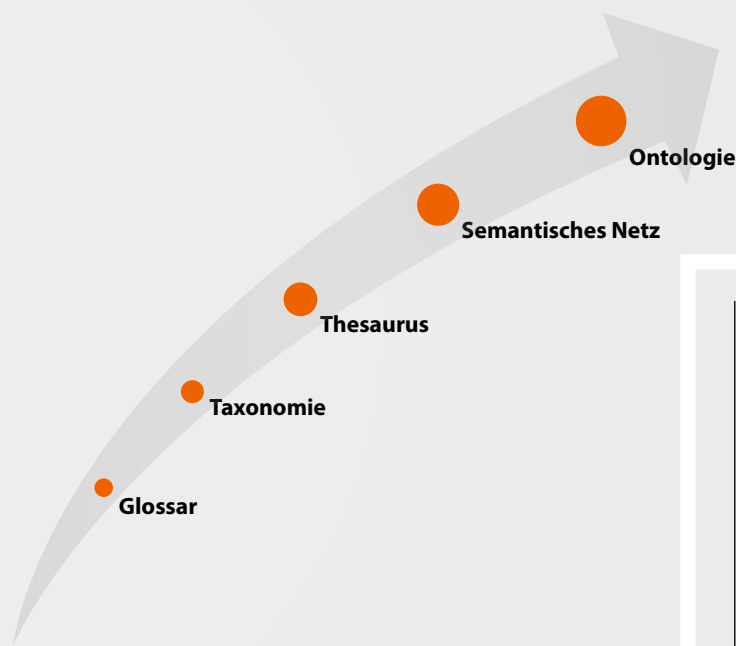 Ontologie
Semantisches Netz
Thesaurus
Taxonomie
Glossar